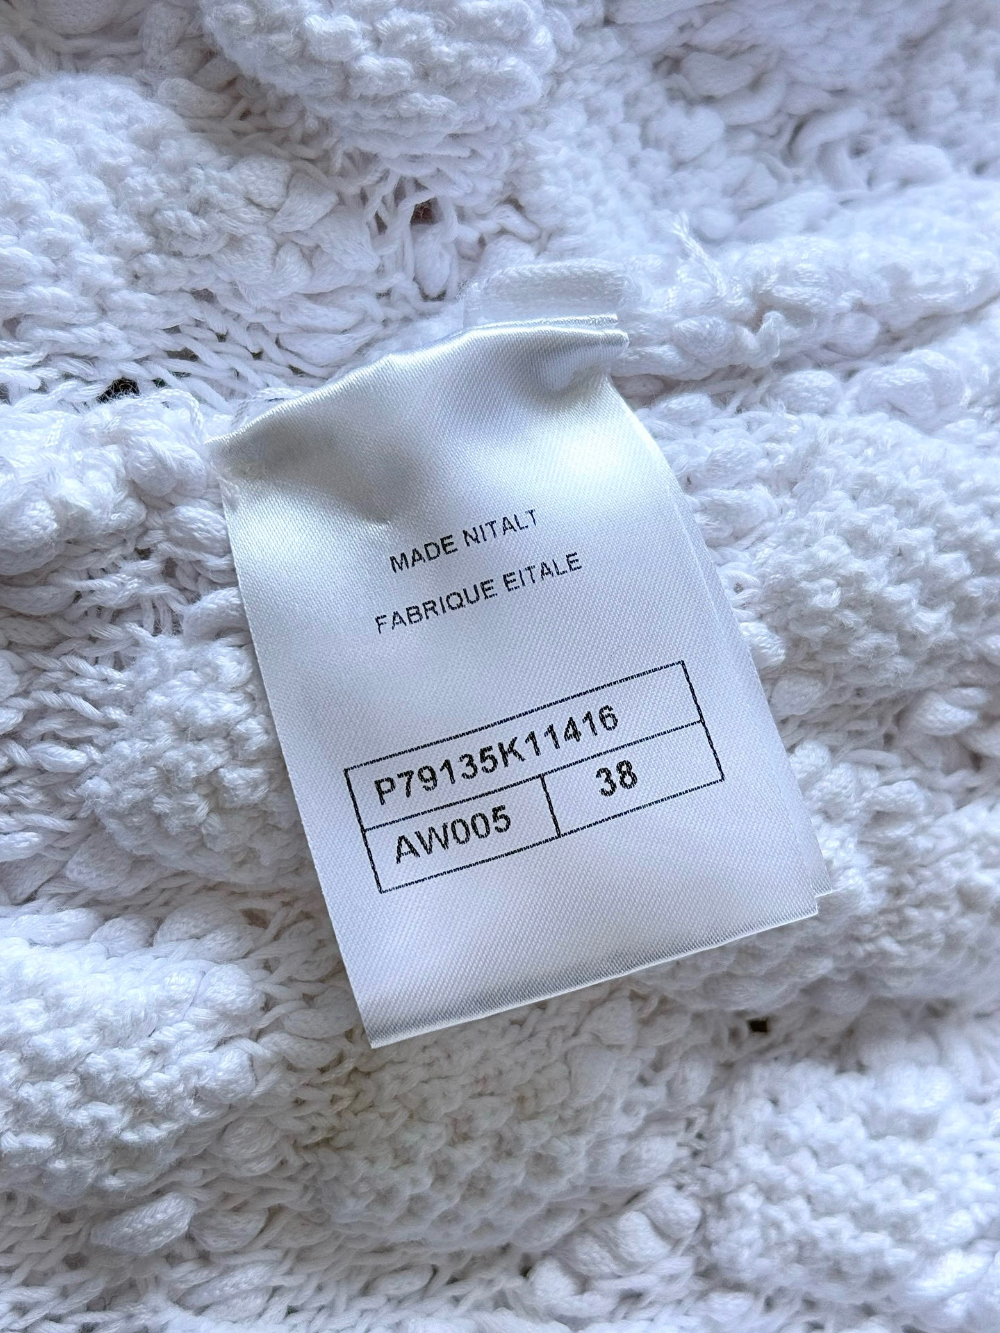 MADE NITALT
FABRIQUE EITALE
P79135K11416
AW005 38